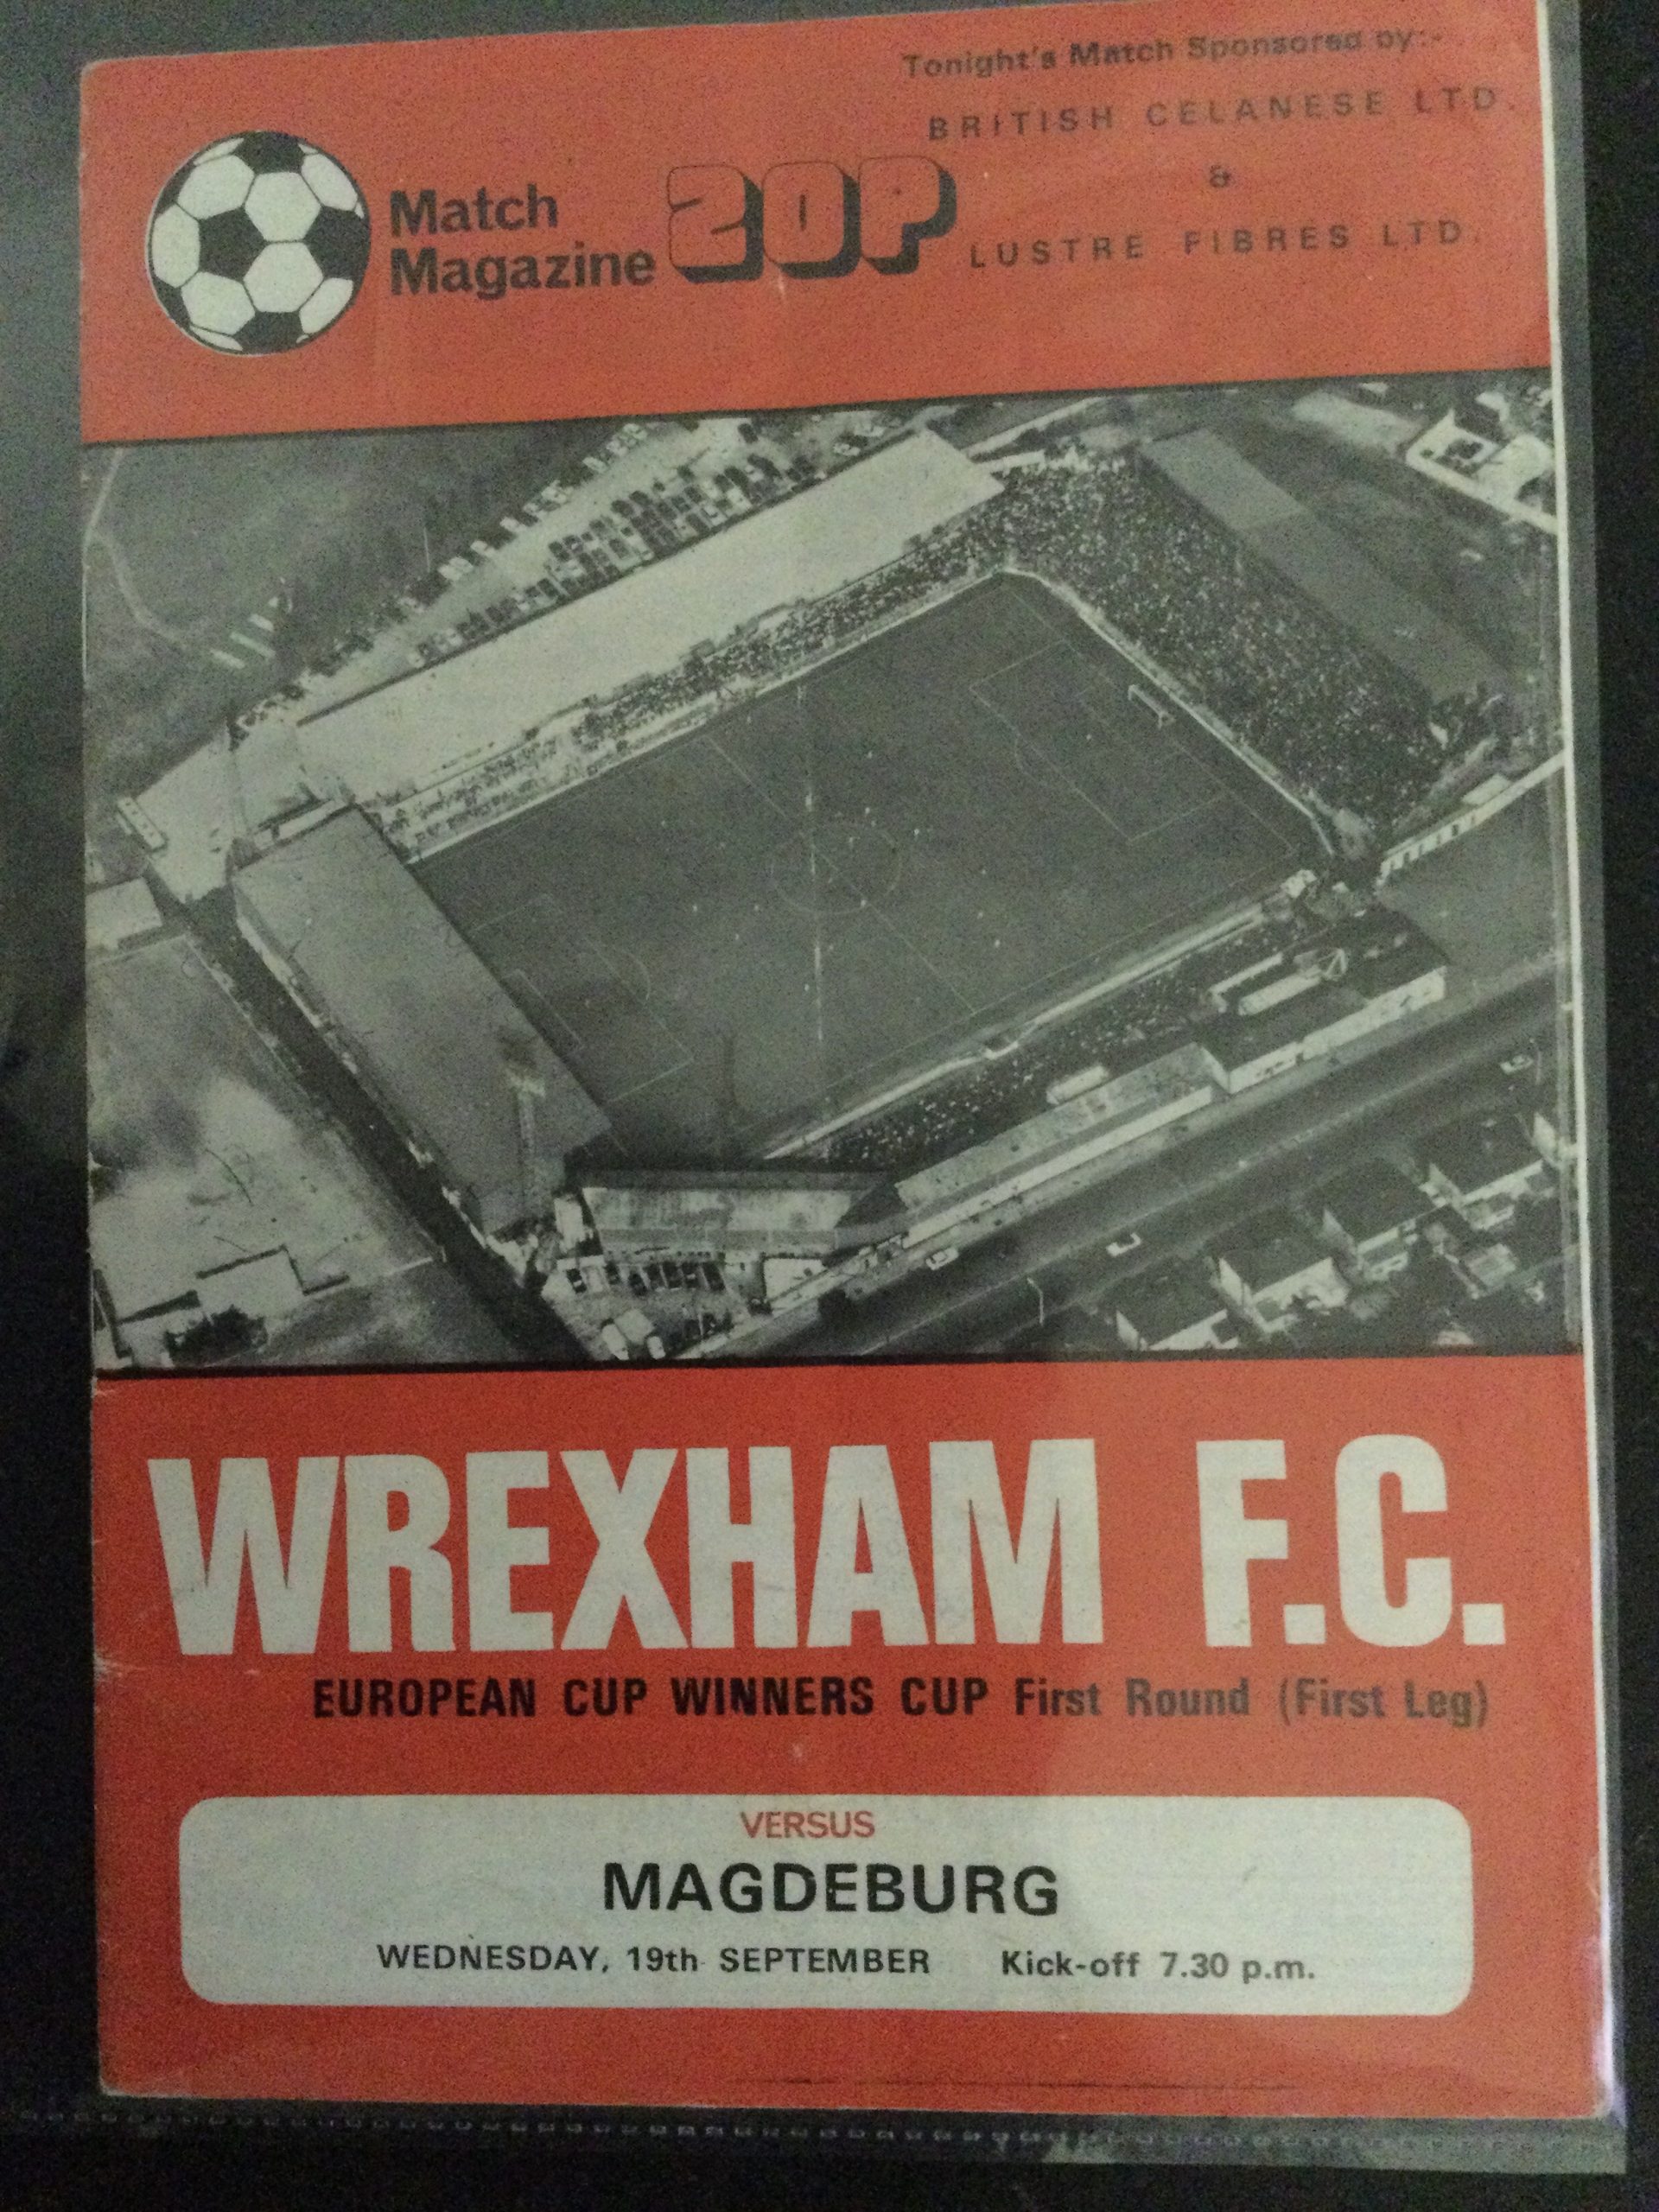 Tonight's Match Sponsored by:-
BRITISH CELANESE LTD.
&
LUSTRE FIBRES LTD.
Match
Magazine
20P
WREXHAM F.C.
EUROPEAN CUP WINNERS CUP First Round (First Leg)
VERSUS
MAGDEBURG
WEDNESDAY, 19th SEPTEMBER Kick-off 7.30 p.m.